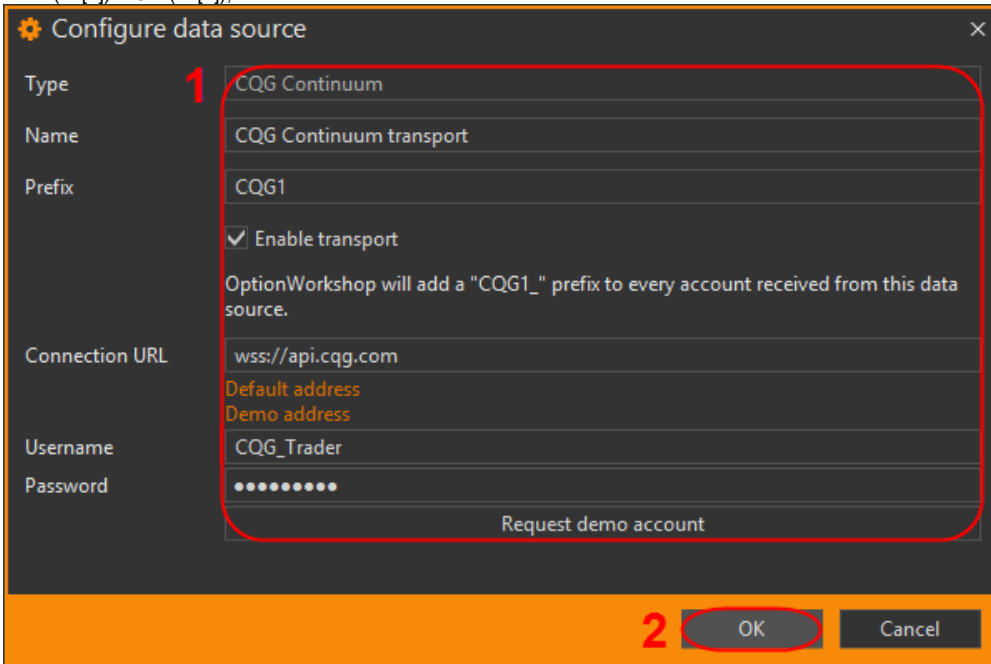 Configure data source
Type 1 CQG Continuum
Name CQG Continuum transport
Prefix CQG1
Enable transport
OptionWorkshop will add a "CQG1_" prefix to every account received from this data
source.
Connection URL wss://api.cqg.com
Default address
Demo address
Username CQG_Trader
Password •••••••••
Request demo account
2 OK Cancel